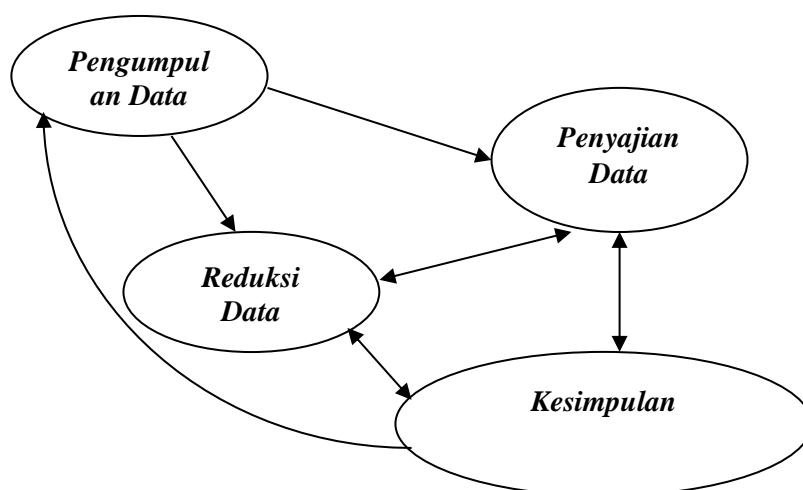 Pengumpul
an Data
Penyajian
Data
Reduksi
Data
Kesimpulan